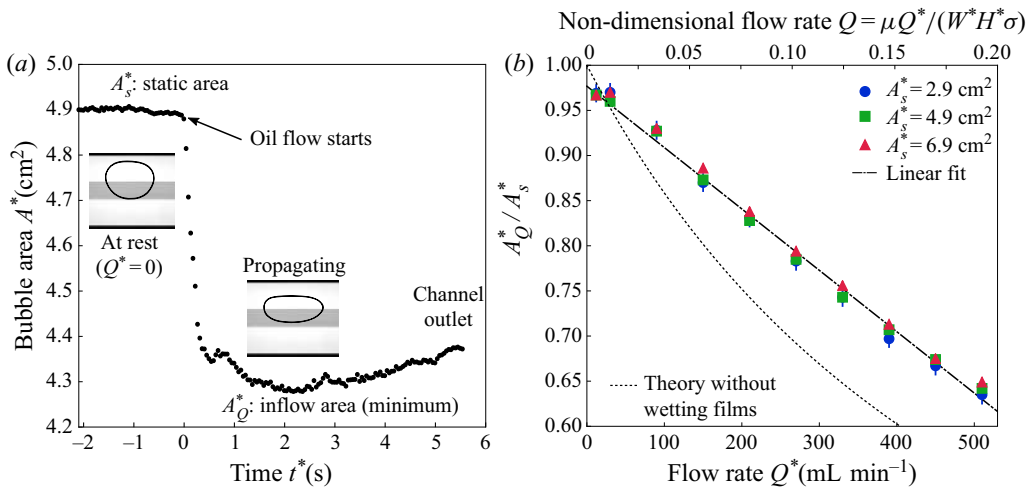 (a)
5.0
4.9
4.8
4.7
4.6
4.5
4.4
4.3
4.2
Bubble area A*(cm²)
A*ₛ: static area
Oil flow starts
At rest
(Q* = 0)
Propagating
Channel
outlet
A*_Q: inflow area (minimum)
−2
−1
0
1
2
3
4
5
6
Time t*(s)
Non-dimensional flow rate Q = μQ*/(W*H*σ)
0
0.05
0.10
0.15
0.20
(b)
1.00
0.95
0.90
0.85
0.80
0.75
0.70
0.65
0.60
A*_Q/A*ₛ
A*ₛ = 2.9 cm²
A*ₛ = 4.9 cm²
A*ₛ = 6.9 cm²
Linear fit
Theory without
wetting films
0
100
200
300
400
500
Flow rate Q*(mL min⁻¹)